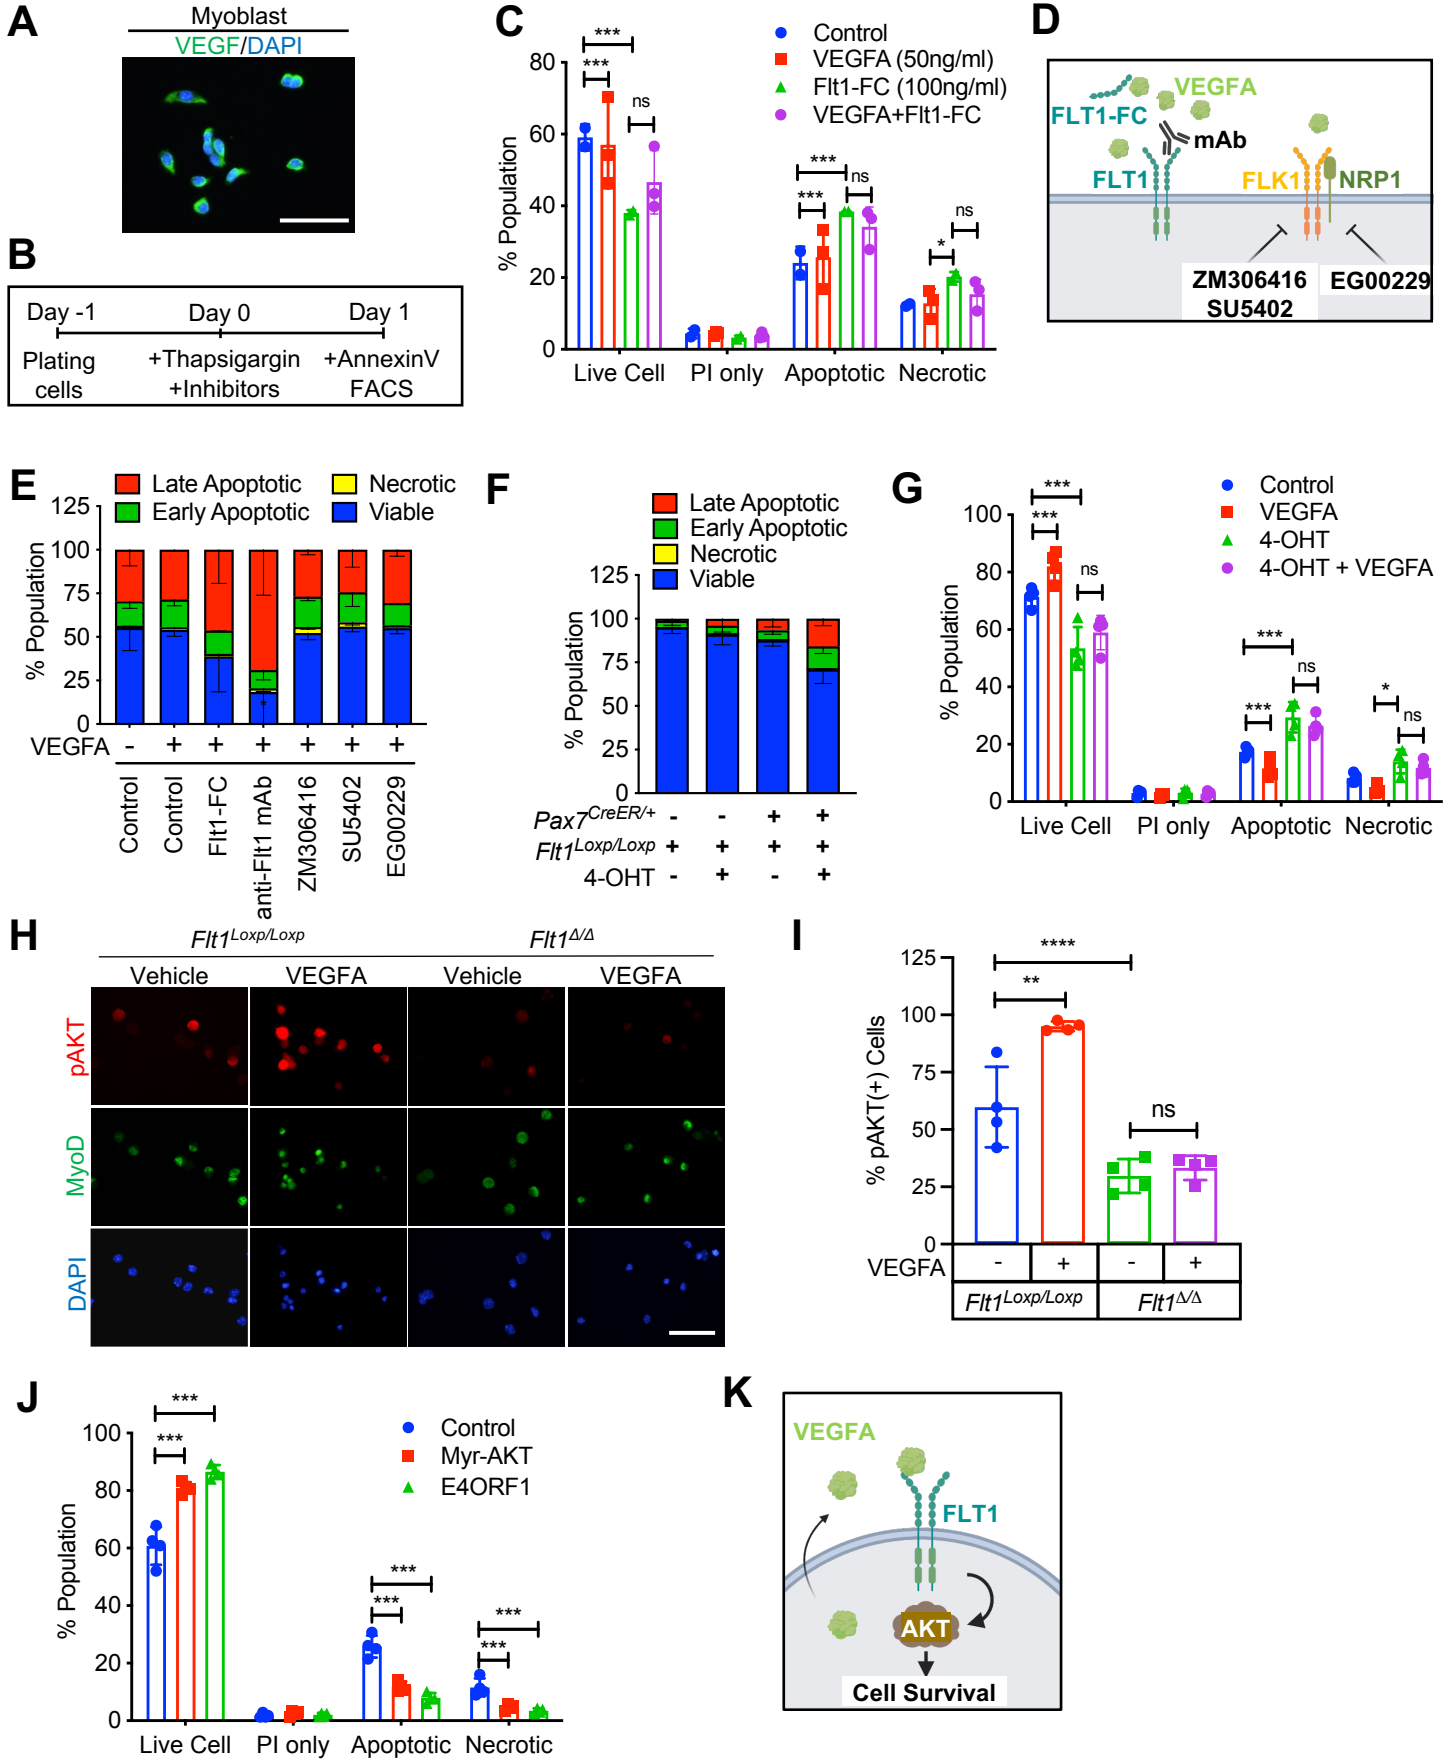 A
Myoblast
VEGF/DAPI
B
Day -1 Day 0 Day 1
Plating +Thapsigargin +AnnexinV
cells +Inhibitors FACS
C
Control
VEGFA (50ng/ml)
Flt1-FC (100ng/ml)
VEGFA+Flt1-FC
% Population
80
60
40
20
0
*** *** ns
*** *** ns
* ns
Live Cell PI only Apoptotic Necrotic
D
VEGFA
FLT1-FC
mAb
FLT1 FLK1 NRP1
ZM306416 EG00229
SU5402
E
Late Apoptotic Necrotic
Early Apoptotic Viable
% Population
125
100
75
50
25
0
*
VEGFA - + + + + + +
Control
Control
Flt1-FC
anti-Flt1 mAb
ZM306416
SU5402
EG00229
F
Late Apoptotic
Early Apoptotic
Necrotic
Viable
% Population
125
100
75
50
25
0
Pax7CreER/+ - - + +
Flt1Loxp/Loxp + + + +
4-OHT - + - +
G
Control
VEGFA
4-OHT
4-OHT + VEGFA
% Population
100
80
60
40
20
0
*** *** ns
*** *** ns
* ns
Live Cell PI only Apoptotic Necrotic
H
Flt1Loxp/Loxp Flt1Δ/Δ
Vehicle VEGFA Vehicle VEGFA
pAKT
MyoD
DAPI
I
% pAKT(+) Cells
125
100
75
50
25
0
****
**
ns
VEGFA - + - +
Flt1Loxp/Loxp Flt1Δ/Δ
J
Control
Myr-AKT
E4ORF1
% Population
100
80
60
40
20
0
*** ***
*** ***
*** ***
Live Cell PI only Apoptotic Necrotic
K
VEGFA
FLT1
AKT
Cell Survival